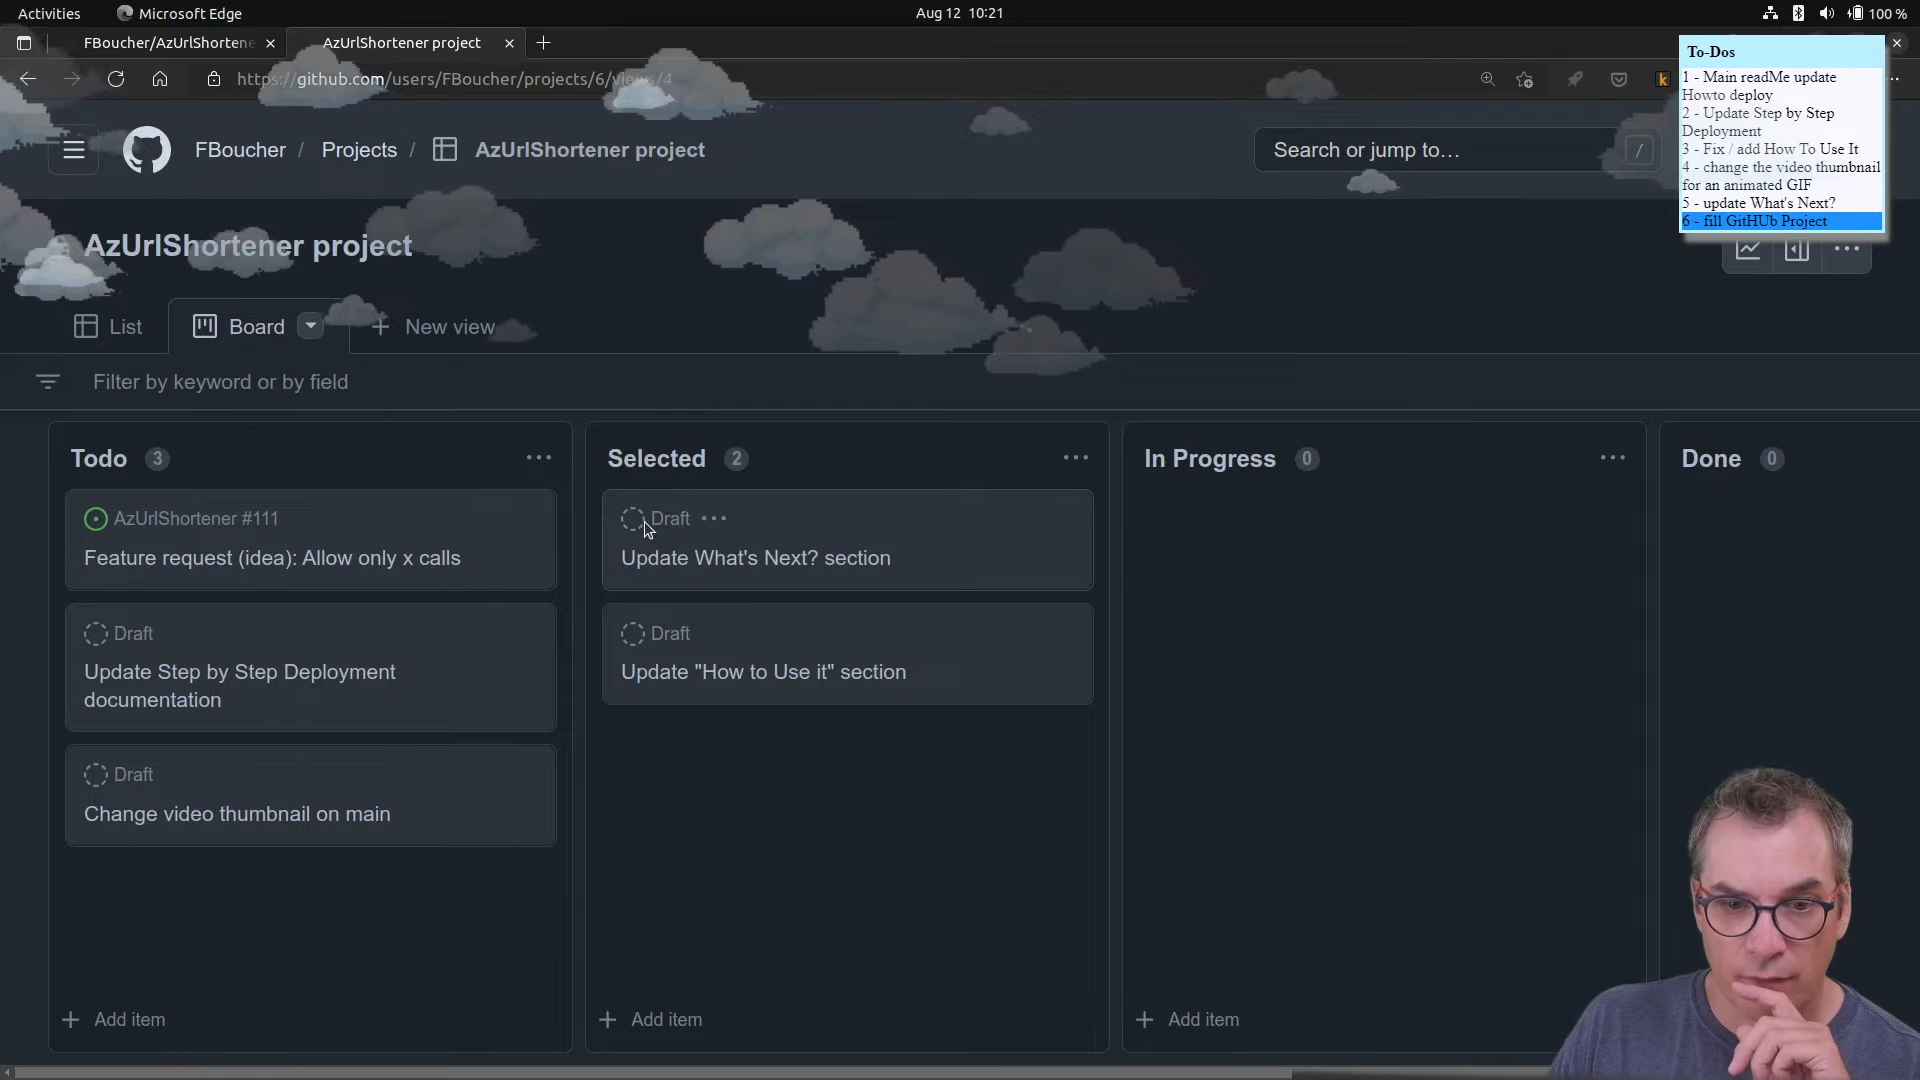 Activities
Microsoft Edge
Aug 12 10:21
100 %
FBoucher/AzUrlShortene
AzUrlShortener project
https://github.com/users/FBoucher/projects/6/views/4
k
To-Dos
1 - Main readMe update
Howto deploy
2 - Update Step by Step
Deployment
3 - Fix / add How To Use It
4 - change the video thumbnail
for an animated GIF
5 - update What's Next?
6 - fill GitHUb Project
FBoucher / Projects / AzUrlShortener project
Search or jump to…
/
AzUrlShortener project
List
Board
New view
Filter by keyword or by field
Todo 3
AzUrlShortener #111
Feature request (idea): Allow only x calls
Draft
Update Step by Step Deployment
documentation
Draft
Change video thumbnail on main
Add item
Selected 2
Draft
Update What's Next? section
Draft
Update "How to Use it" section
Add item
In Progress 0
Add item
Done 0